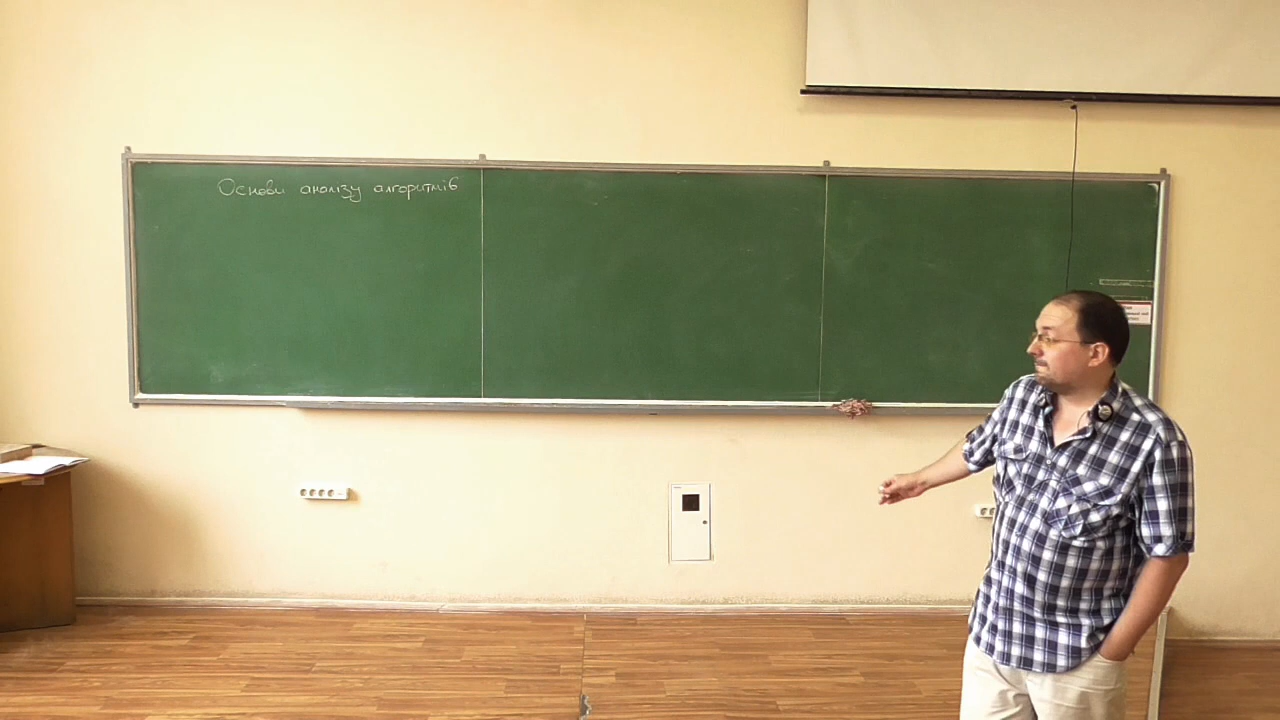 Основи аналізу алгоритмів